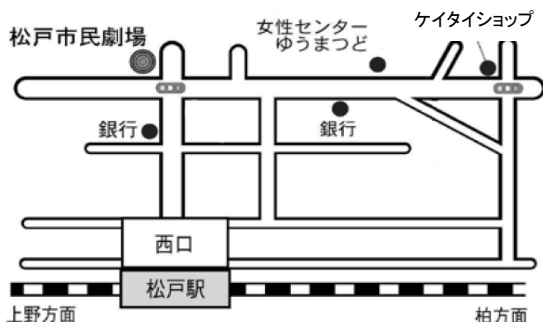 ケイタイショップ
松戸市民劇場
女性センター
ゆうまつど
銀行
銀行
西口
松戸駅
上野方面
柏方面